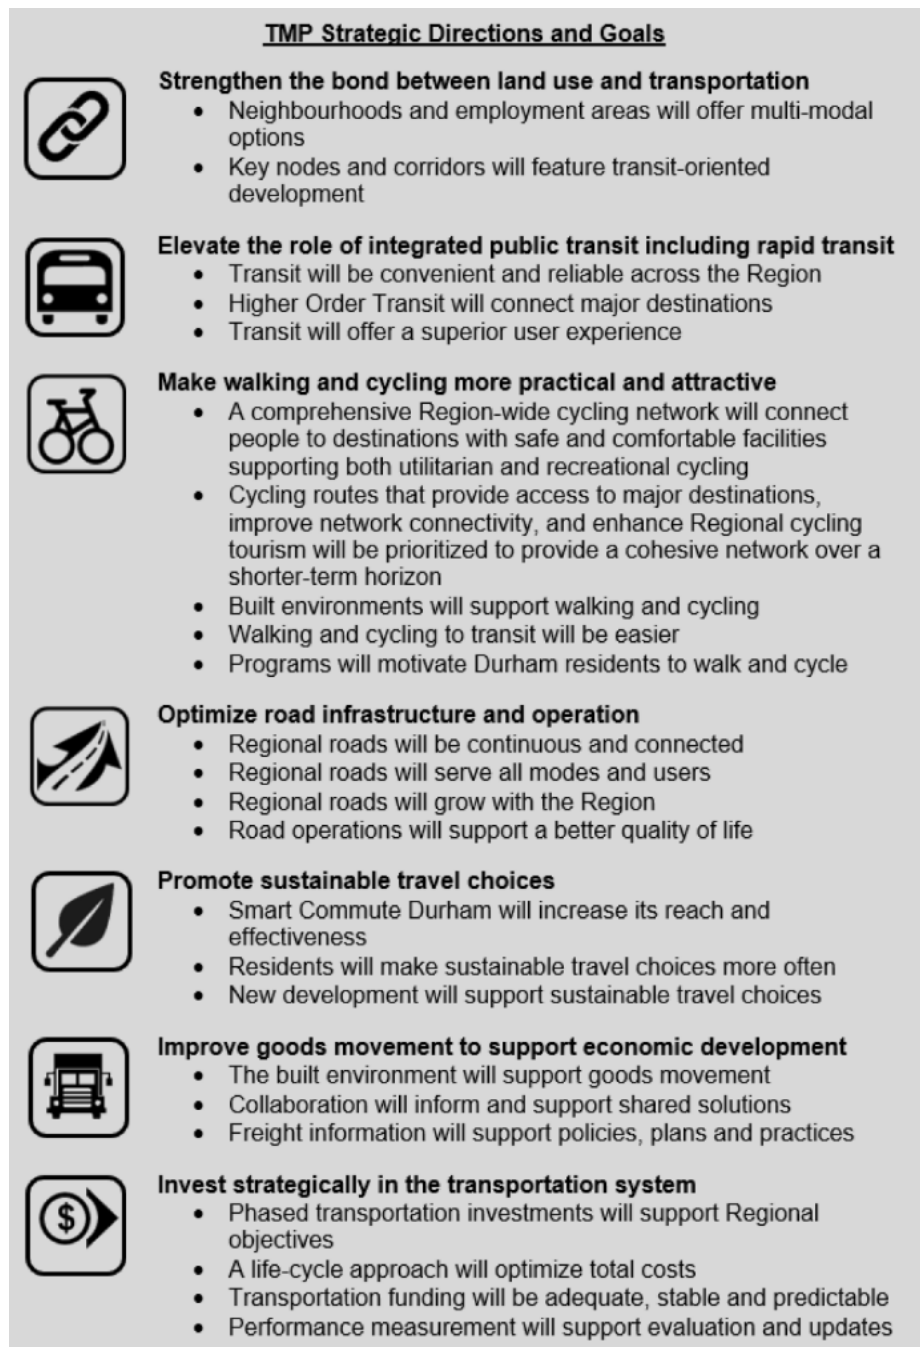 TMP Strategic Directions and Goals
Strengthen the bond between land use and transportation
• Neighbourhoods and employment areas will offer multi-modal
options
• Key nodes and corridors will feature transit-oriented
development
Elevate the role of integrated public transit including rapid transit
• Transit will be convenient and reliable across the Region
• Higher Order Transit will connect major destinations
• Transit will offer a superior user experience
Make walking and cycling more practical and attractive
• A comprehensive Region-wide cycling network will connect
people to destinations with safe and comfortable facilities
supporting both utilitarian and recreational cycling
• Cycling routes that provide access to major destinations,
improve network connectivity, and enhance Regional cycling
tourism will be prioritized to provide a cohesive network over a
shorter-term horizon
• Built environments will support walking and cycling
• Walking and cycling to transit will be easier
• Programs will motivate Durham residents to walk and cycle
Optimize road infrastructure and operation
• Regional roads will be continuous and connected
• Regional roads will serve all modes and users
• Regional roads will grow with the Region
• Road operations will support a better quality of life
Promote sustainable travel choices
• Smart Commute Durham will increase its reach and
effectiveness
• Residents will make sustainable travel choices more often
• New development will support sustainable travel choices
Improve goods movement to support economic development
• The built environment will support goods movement
• Collaboration will inform and support shared solutions
• Freight information will support policies, plans and practices
$
Invest strategically in the transportation system
• Phased transportation investments will support Regional
objectives
• A life-cycle approach will optimize total costs
• Transportation funding will be adequate, stable and predictable
• Performance measurement will support evaluation and updates